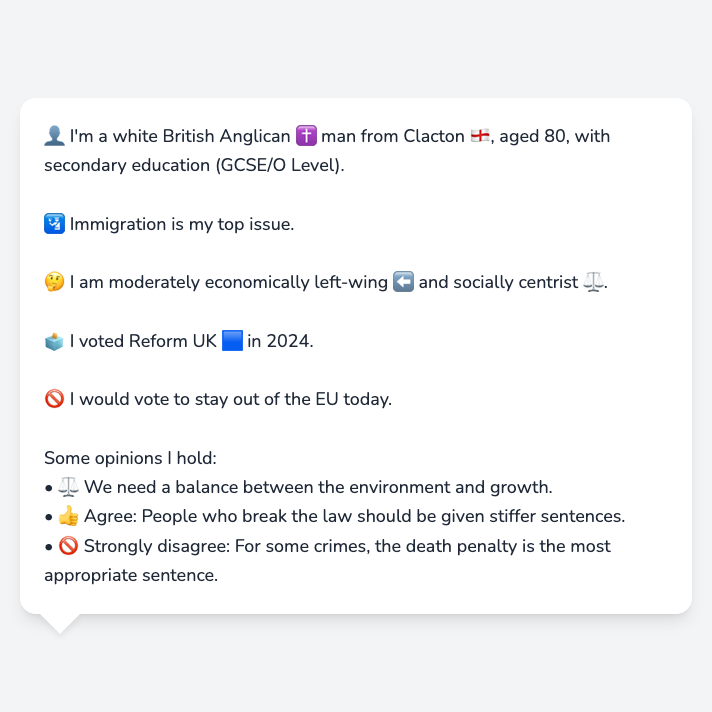 👤 I'm a white British Anglican ✝️ man from Clacton 🏴󠁧󠁢󠁥󠁮󠁧󠁿, aged 80, with
secondary education (GCSE/O Level).
🛂 Immigration is my top issue.
🤔 I am moderately economically left-wing ⬅️ and socially centrist ⚖️.
🗳️ I voted Reform UK 🟦 in 2024.
🚫 I would vote to stay out of the EU today.
Some opinions I hold:
• ⚖️ We need a balance between the environment and growth.
• 👍 Agree: People who break the law should be given stiffer sentences.
• 🚫 Strongly disagree: For some crimes, the death penalty is the most
appropriate sentence.